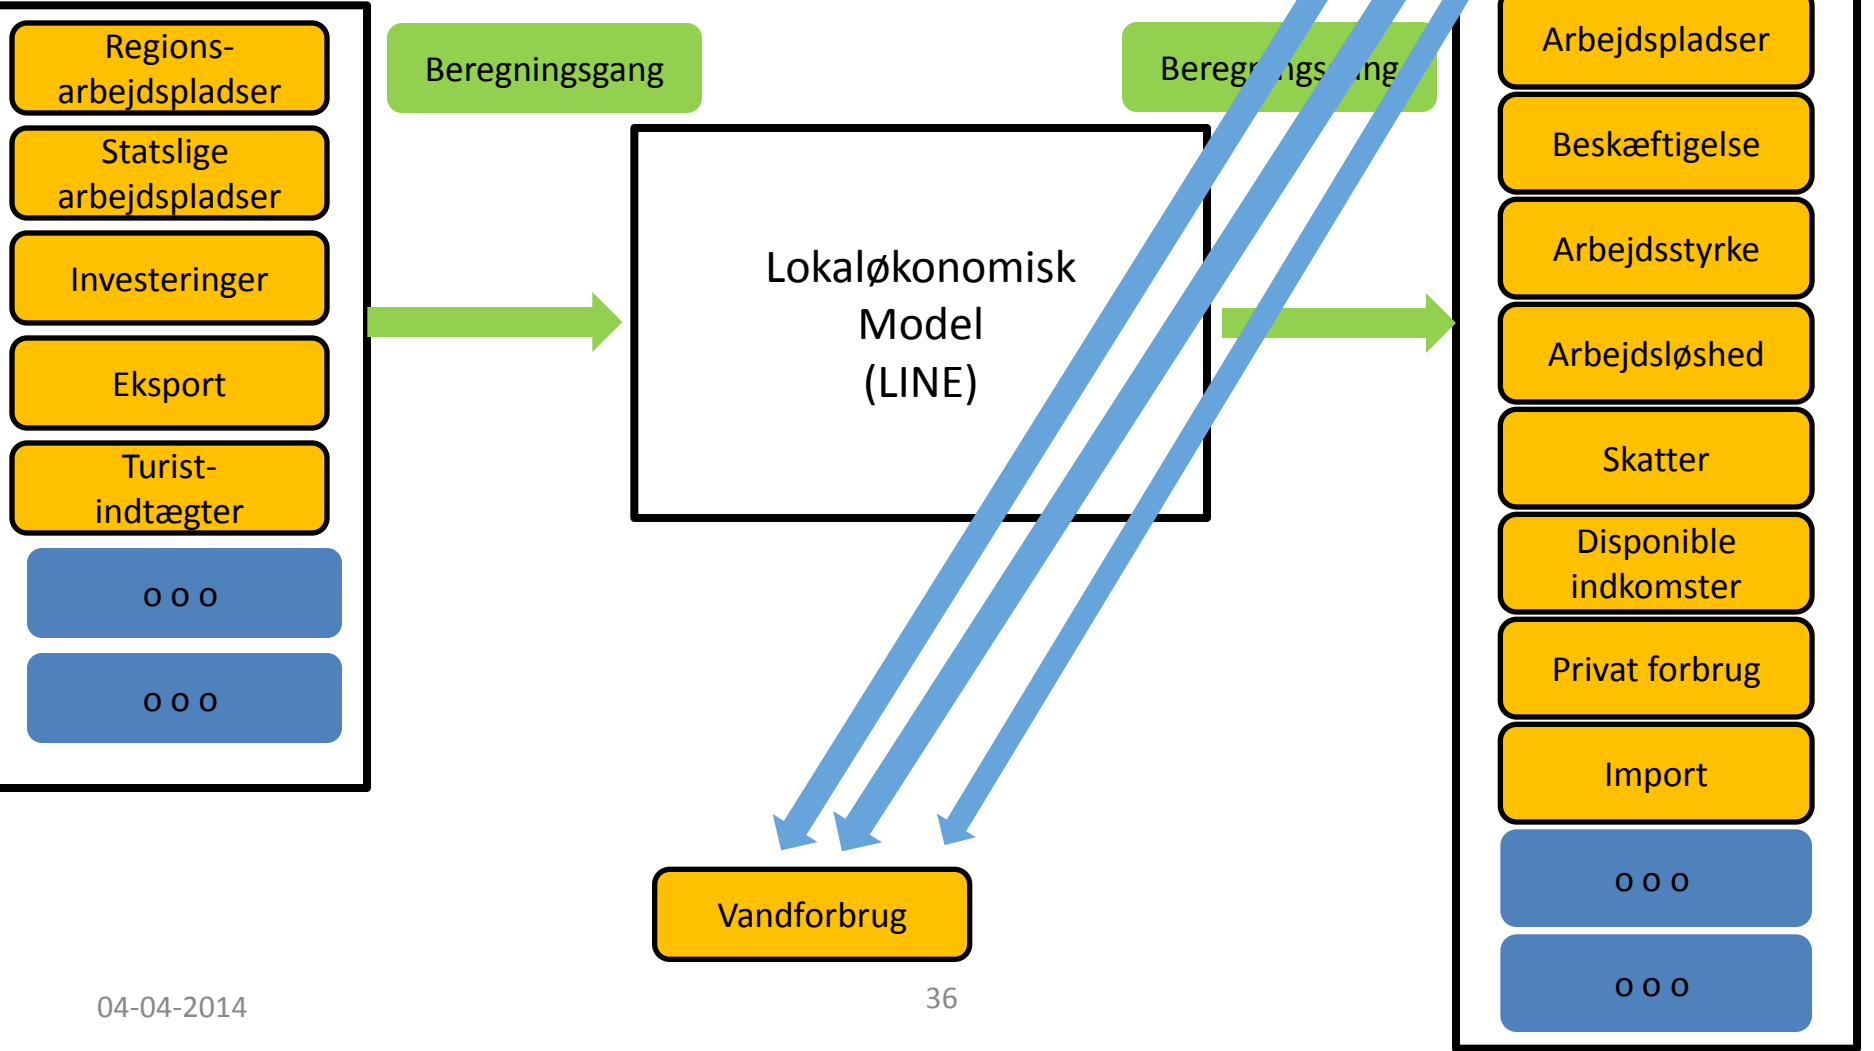 Regions-
arbejdspladser
Statslige
arbejdspladser
Investeringer
Eksport
Turist-
indtægter
o o o
o o o
Beregningsgang
Lokaløkonomisk
Model
(LINE)
Beregningsgang
Arbejdspladser
Beskæftigelse
Arbejdsstyrke
Arbejdsløshed
Skatter
Disponible
indkomster
Privat forbrug
Import
o o o
o o o
Vandforbrug
04-04-2014
36